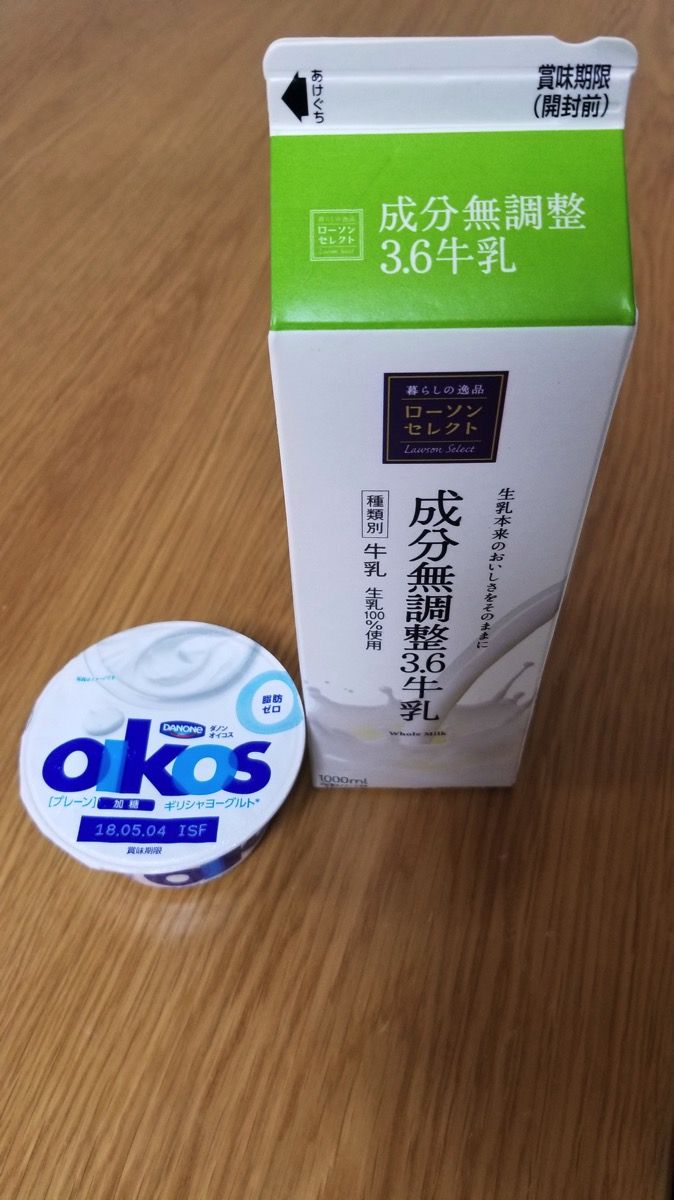 あけぐち
賞味期限
(開封前)
暮らしの逸品
ローソン
セレクト
Lawson Select
成分無調整
3.6牛乳
暮らしの逸品
ローソン
セレクト
Lawson Select
生乳本来のおいしさをそのままに
成分無調整3.6牛乳
種類別 牛乳 生乳100%使用
Whole Milk
1000ml
脂肪
ゼロ
DANONE
ダノン
オイコス
oikos
[プレーン] 加糖 ギリシャヨーグルト*
18.05.04 ISF
賞味期限